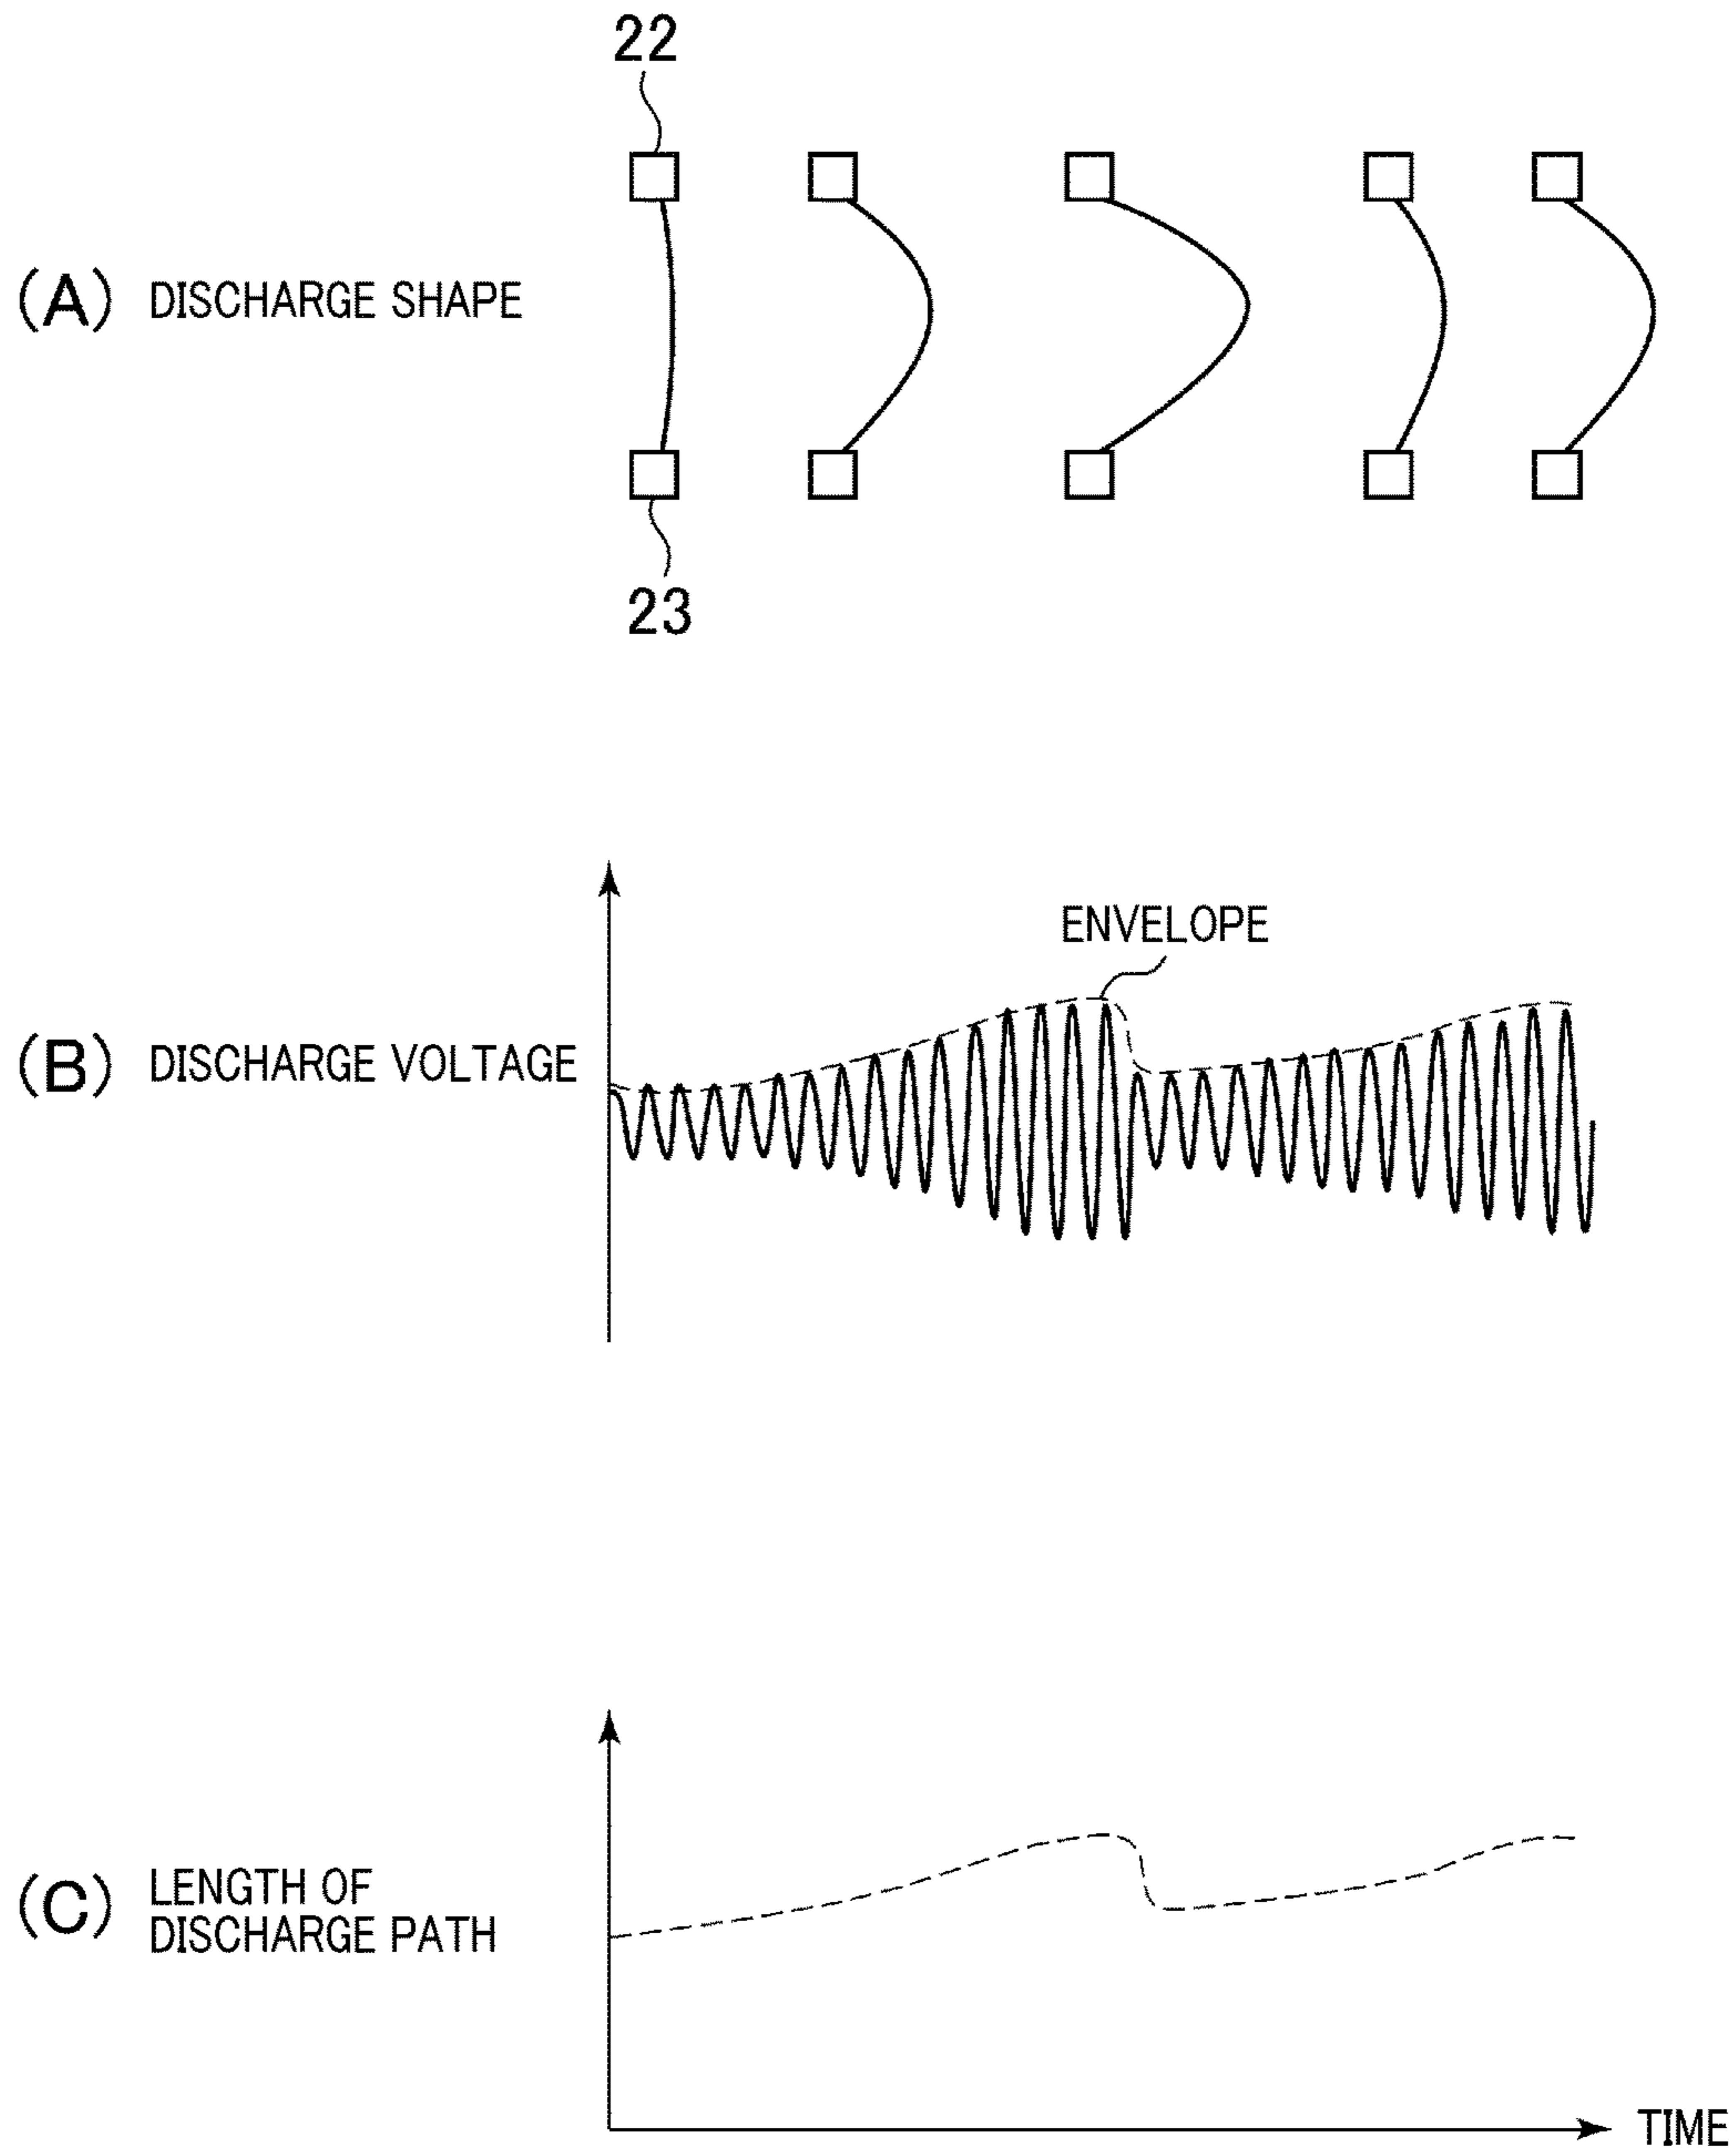 22
(A) DISCHARGE SHAPE
23
ENVELOPE
(B) DISCHARGE VOLTAGE
(C) LENGTH OF
DISCHARGE PATH
TIME